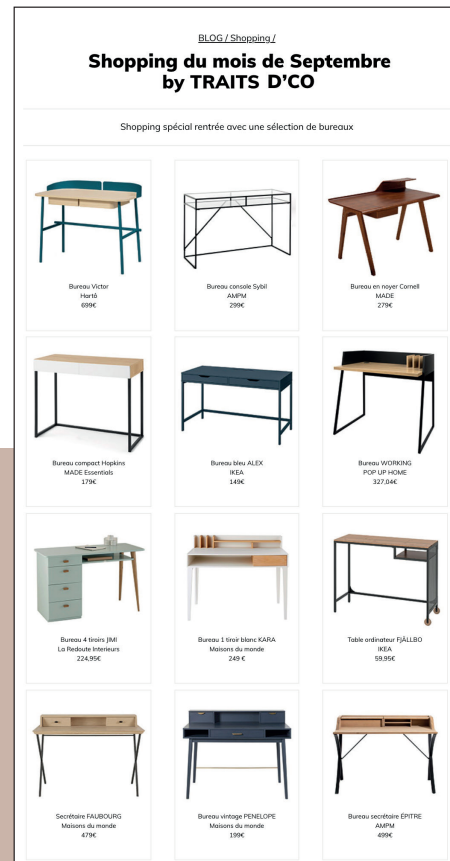 BLOG / Shopping /
Shopping du mois de Septembre
by TRAITS D'CO
Shopping spécial rentrée avec une sélection de bureaux
Bureau Victor
Hartô
699€
Bureau console Sybil
AMPM
299€
Bureau en noyer Cornell
MADE
279€
Bureau compact Hopkins
MADE Essentials
179€
Bureau bleu ALEX
IKEA
149€
Bureau WORKING
POP UP HOME
327,04€
Bureau 4 tiroirs JIMI
La Redoute Interieurs
224,95€
Bureau 1 tiroir blanc KARA
Maisons du monde
249 €
Table ordinateur FJÄLLBO
IKEA
59,95€
Secrétaire FAUBOURG
Maisons du monde
479€
Bureau vintage PENELOPE
Maisons du monde
199€
Bureau secrétaire ÉPITRE
AMPM
499€